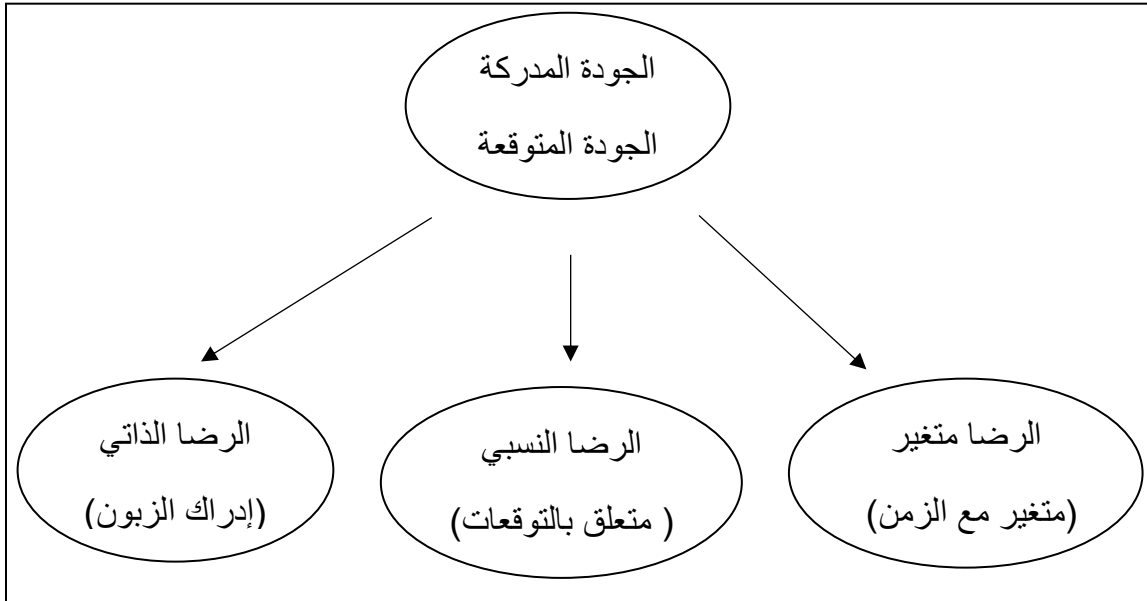 الجودة المدركة
الجودة المتوقعة
الرضا متغير
(متغير مع الزمن)
الرضا النسبي
( متعلق بالتوقعات)
الرضا الذاتي
(إدراك الزبون)